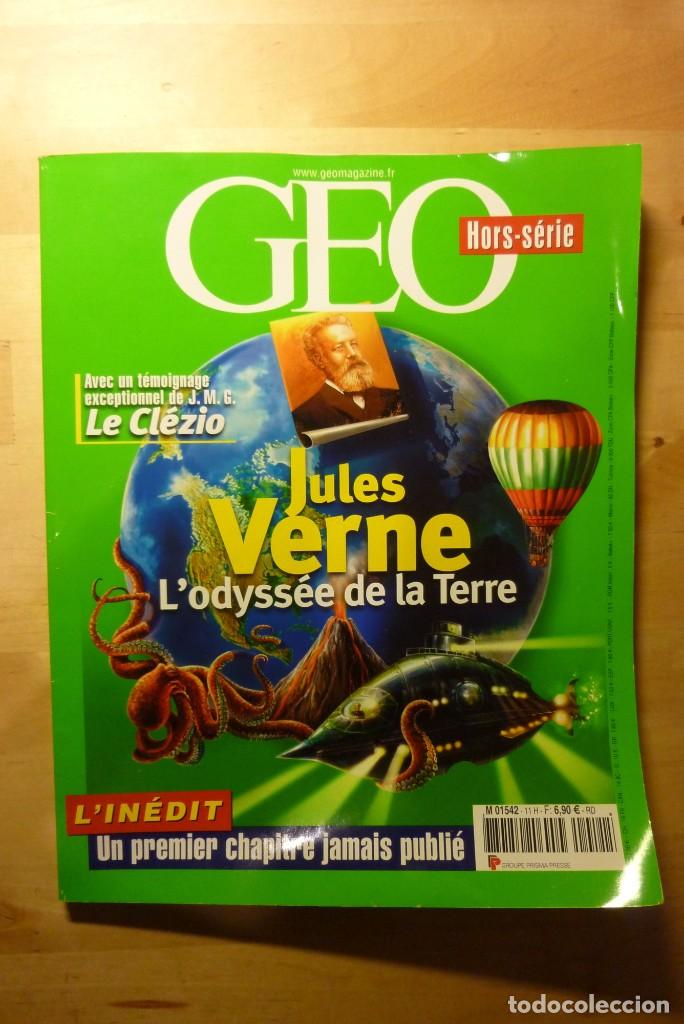 www.geomagazine.fr
GEO
Hors-série
Avec un témoignage
exceptionnel de J. M. G.
Le Clézio
Jules
Verne
L'odyssée de la Terre
L'INÉDIT
Un premier chapitre jamais publié
M 01542 - 11 H - F: 6,90 € - RD
GROUPE PRISMA PRESSE
todocoleccion